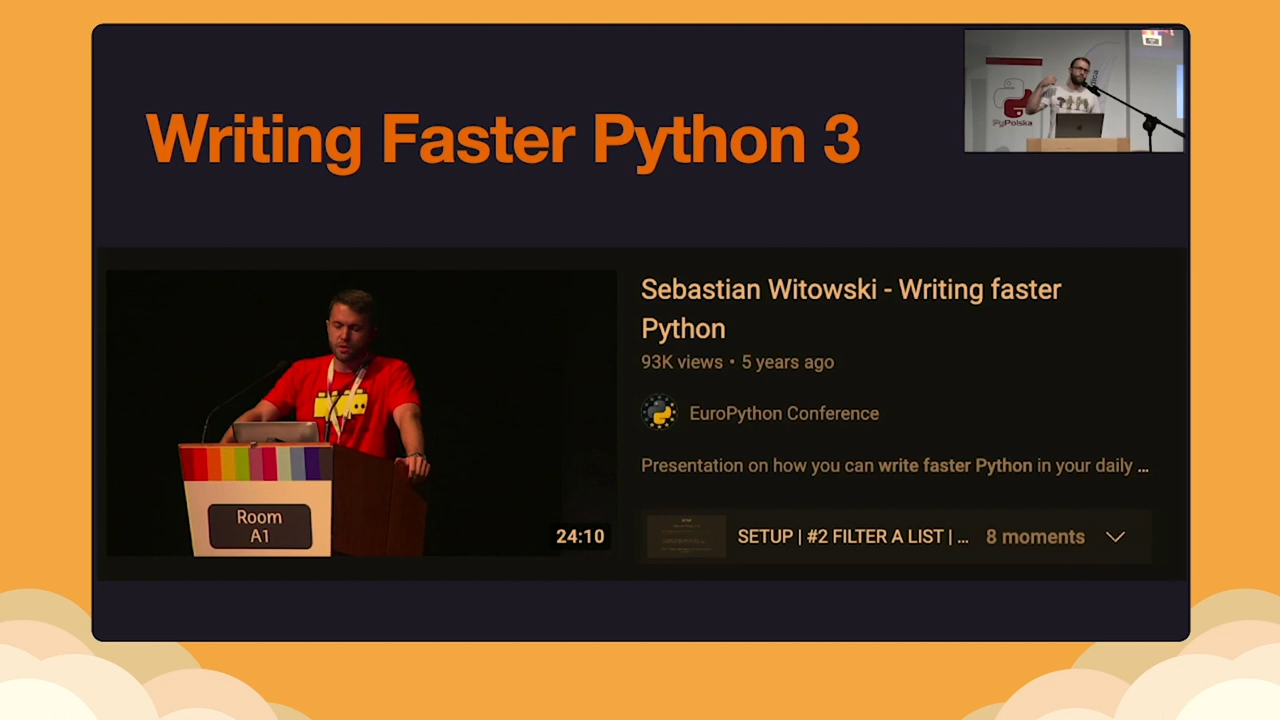 Writing Faster Python 3
PyPolska
Sebastian Witowski - Writing faster
Python
93K views • 5 years ago
EuroPython Conference
Presentation on how you can write faster Python in your daily ...
SETUP | #2 FILTER A LIST | ... 8 moments
Room
A1
24:10